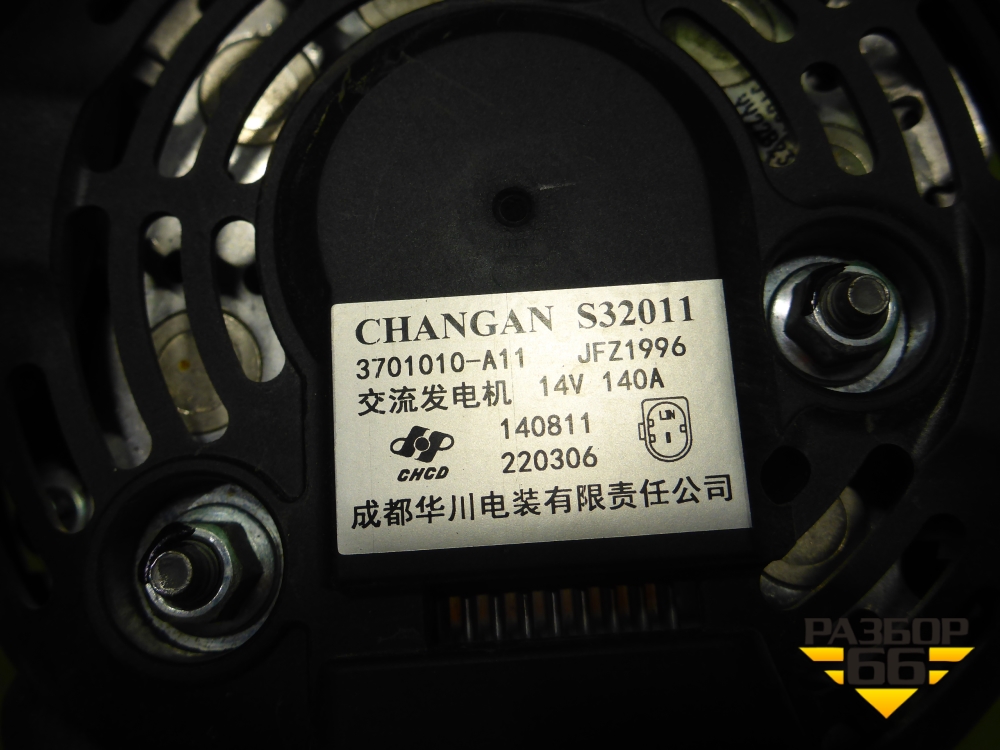 CHANGAN S32011
3701010-A11 JFZ1996
交流发电机 14V 140A
140811
LIN
220306
CHCD
成都华川电装有限责任公司
РАЗБОР
66